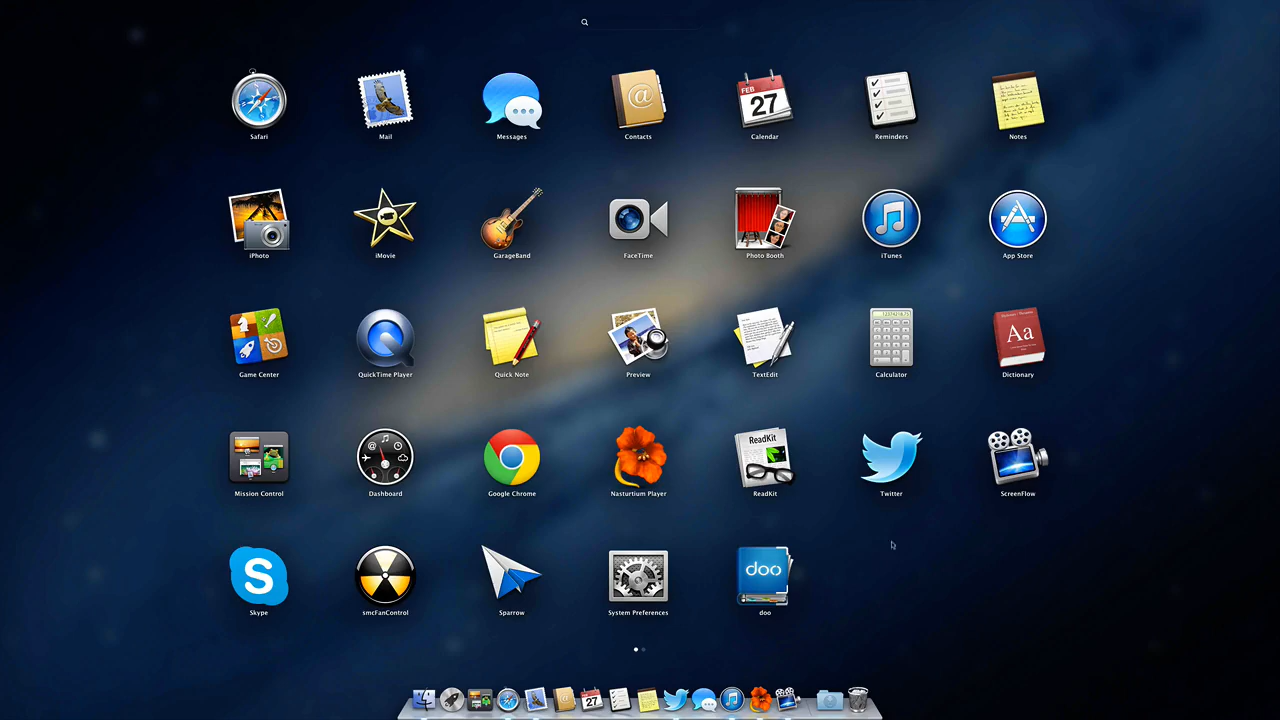 FEB
27
Safari
Mail
Messages
Contacts
Calendar
Reminders
Notes
iPhoto
iMovie
GarageBand
FaceTime
Photo Booth
iTunes
App Store
Aa
Game Center
QuickTime Player
Quick Note
Preview
TextEdit
Calculator
Dictionary
ReadKit
Mission Control
Dashboard
Google Chrome
Nasturtium Player
ReadKit
Twitter
ScreenFlow
S
doo
Skype
smcFanControl
Sparrow
System Preferences
doo
27